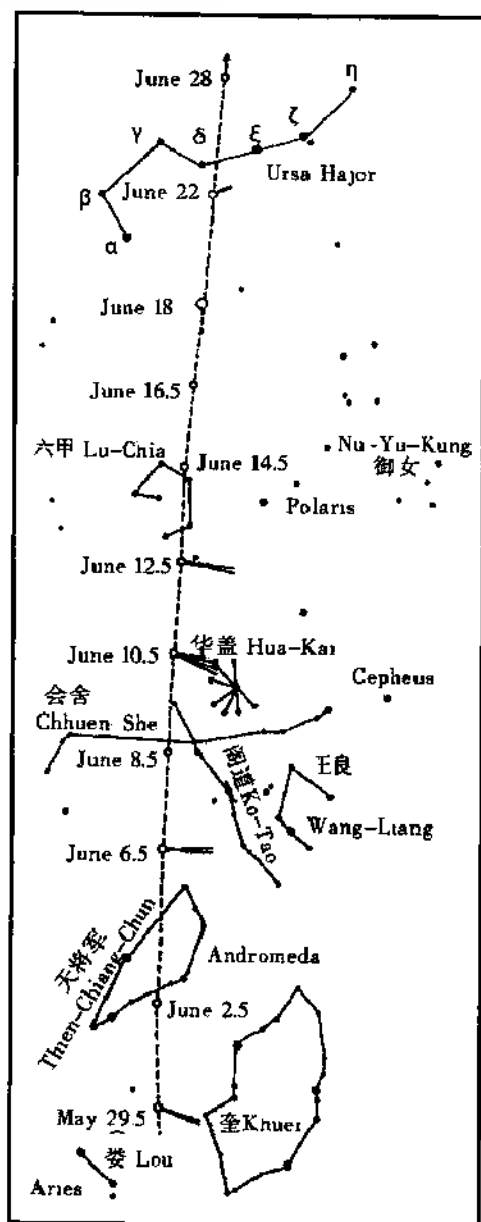 June 28
η
γ
δ
ξ
ζ
Ursa Hajor
β
June 22
α
June 18
June 16.5
六甲 Lu-Chia
June 14.5
Nu-Yu-Kung
御女
Polaris
June 12.5
June 10.5
华盖 Hua-Kai
会舍
Chhuen She
Cepheus
June 8.5
阁道 Ko-Tao
王良
Wang-Liang
June 6.5
天将军
Thien-Chiang-Chun
Andromeda
June 2.5
May 29.5
奎 Khuei
(娄 Lou
Aries